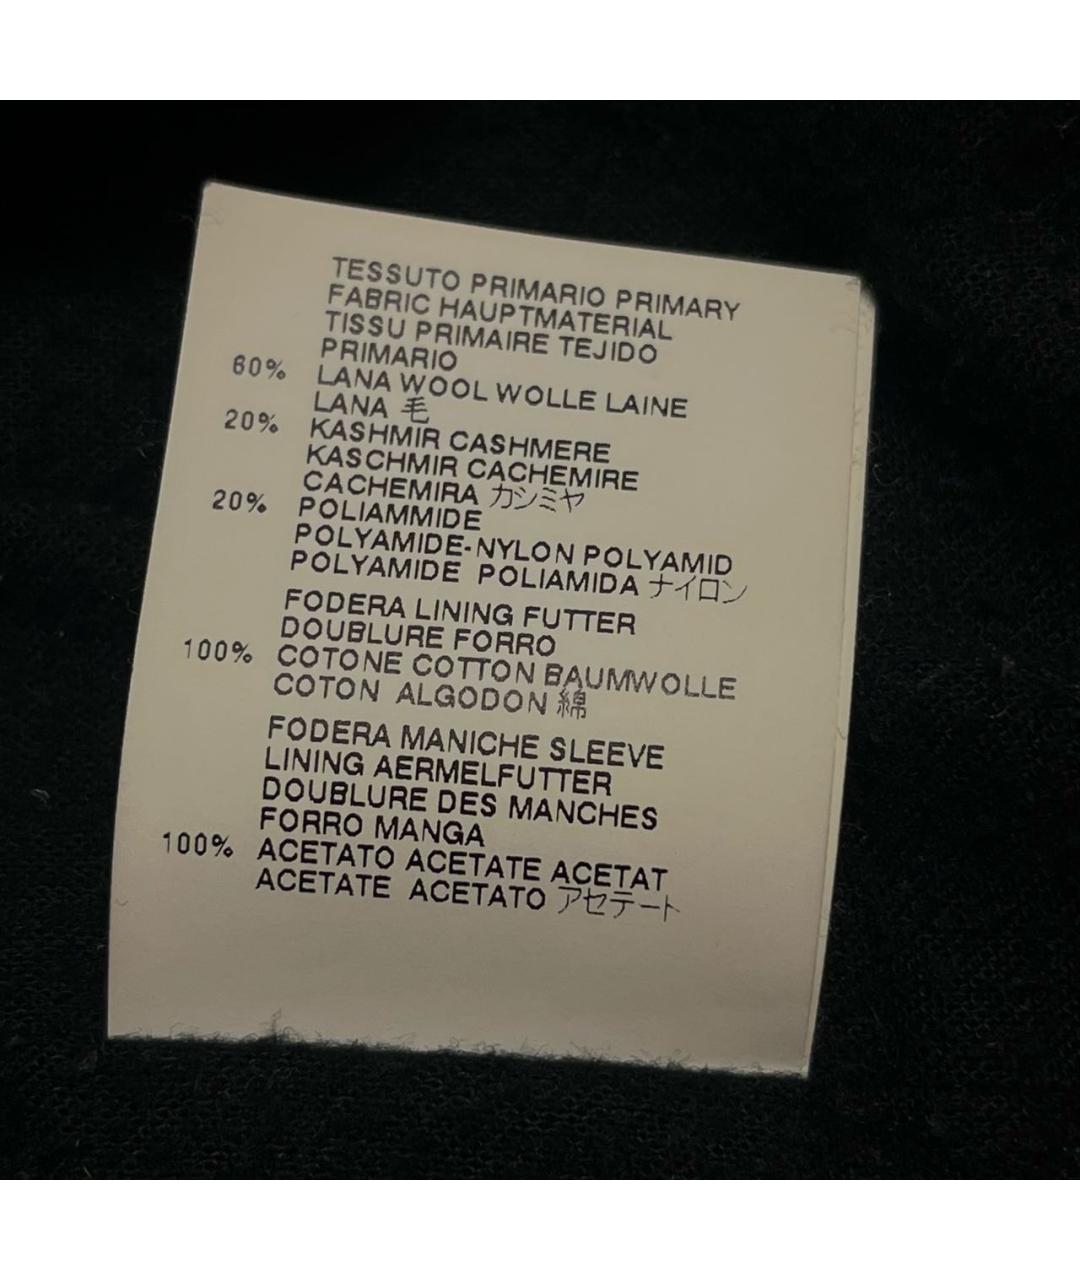 TESSUTO PRIMARIO PRIMARY
FABRIC HAUPTMATERIAL
TISSU PRIMAIRE TEJIDO
PRIMARIO
60% LANA WOOL WOLLE LAINE
LANA 毛
20% KASHMIR CASHMERE
KASCHMIR CACHEMIRE
CACHEMIRA カシミヤ
20% POLIAMMIDE
POLYAMIDE-NYLON POLYAMID
POLYAMIDE POLIAMIDA ナイロン
FODERA LINING FUTTER
DOUBLURE FORRO
100% COTONE COTTON BAUMWOLLE
COTON ALGODON 綿
FODERA MANICHE SLEEVE
LINING AERMELFUTTER
DOUBLURE DES MANCHES
FORRO MANGA
100% ACETATO ACETATE ACETAT
ACETATE ACETATO アセテート